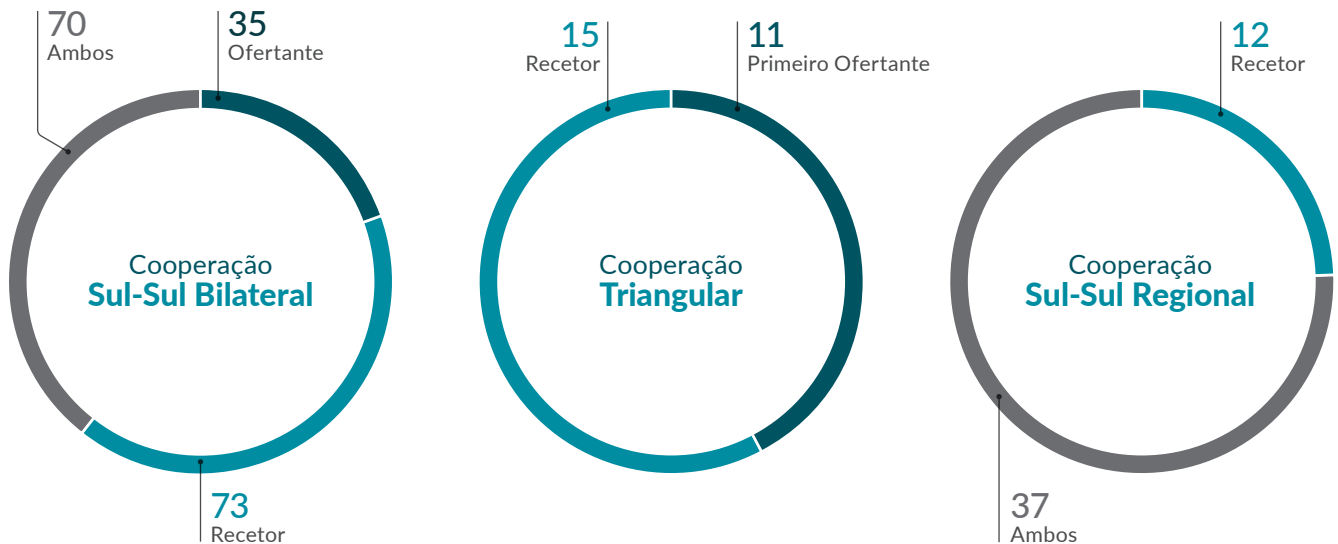 70
Ambos
35
Ofertante
Cooperação
Sul-Sul Bilateral
73
Recetor
15
Recetor
11
Primeiro Ofertante
Cooperação
Triangular
12
Recetor
Cooperação
Sul-Sul Regional
37
Ambos